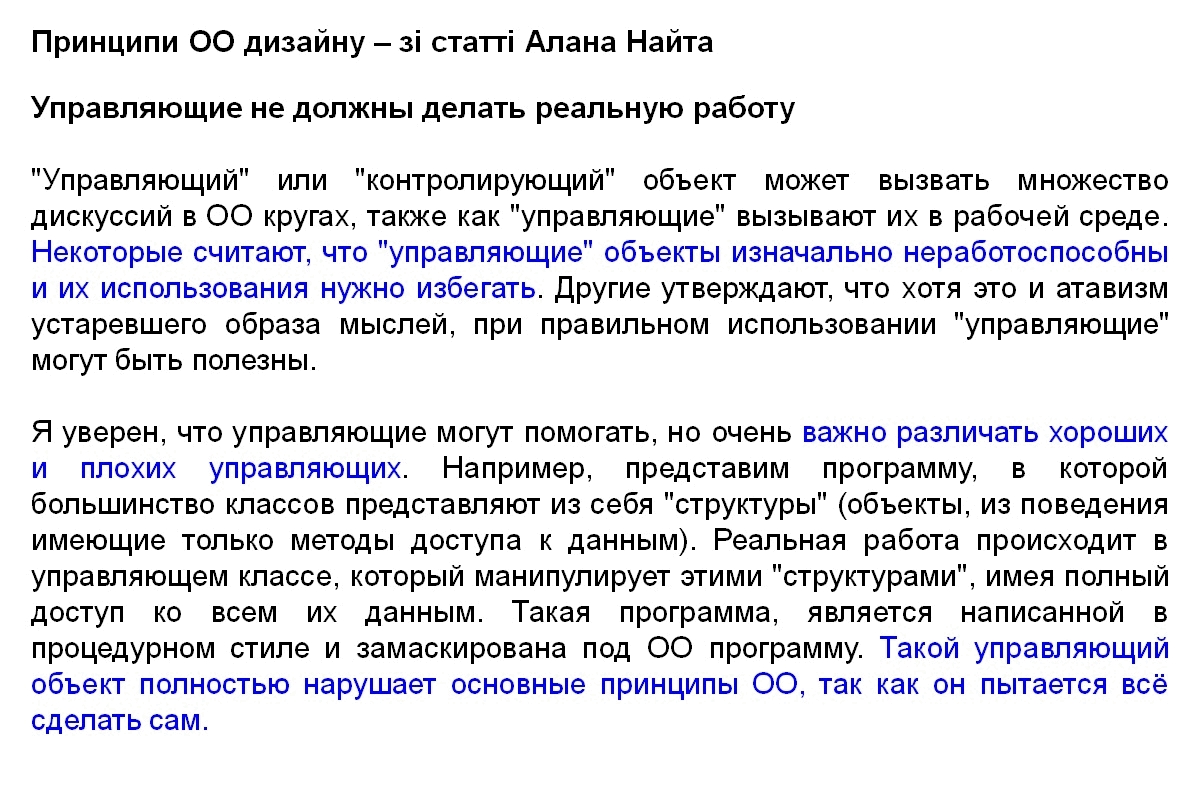 Принципи ОО дизайну – зі статті Алана Найта
Управляющие не должны делать реальную работу
"Управляющий" или "контролирующий" объект может вызвать множество
дискуссий в ОО кругах, также как "управляющие" вызывают их в рабочей среде.
Некоторые считают, что "управляющие" объекты изначально неработоспособны
и их использования нужно избегать. Другие утверждают, что хотя это и атавизм
устаревшего образа мыслей, при правильном использовании "управляющие"
могут быть полезны.
Я уверен, что управляющие могут помогать, но очень важно различать хороших
и плохих управляющих. Например, представим программу, в которой
большинство классов представляют из себя "структуры" (объекты, из поведения
имеющие только методы доступа к данным). Реальная работа происходит в
управляющем классе, который манипулирует этими "структурами", имея полный
доступ ко всем их данным. Такая программа, является написанной в
процедурном стиле и замаскирована под ОО программу. Такой управляющий
объект полностью нарушает основные принципы ОО, так как он пытается всё
сделать сам.